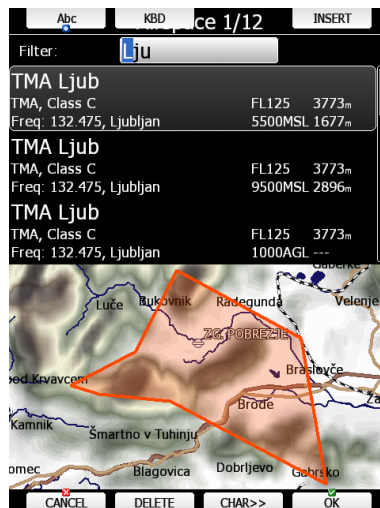 Abc KBD INSERT
Airspace 1/12
Filter: Lju
TMA Ljub
TMA, Class C FL125 3773m
Freq: 132.475, Ljubljan 5500MSL 1677m
TMA Ljub
TMA, Class C FL125 3773m
Freq: 132.475, Ljubljan 9500MSL 2896m
TMA Ljub
TMA, Class C FL125 3773m
Freq: 132.475, Ljubljan 1000AGL ---
Gaberke
Luče Bukovnik Radegunda Velenje
ZG. POBREZJE
Braslovče
od Krvavcem
Brode Za
Kamnik Šmartno v Tuhinju
omec Blagovica Dobrljevo Gabrsko
CANCEL DELETE CHAR>> OK